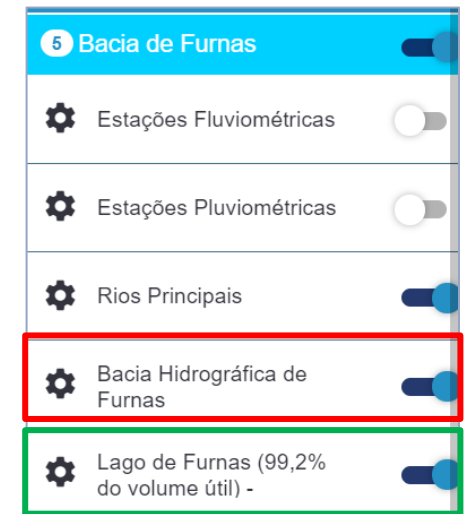 5 Bacia de Furnas
Estações Fluviométricas
Estações Pluviométricas
Rios Principais
Bacia Hidrográfica de
Furnas
Lago de Furnas (99,2%
do volume útil) -